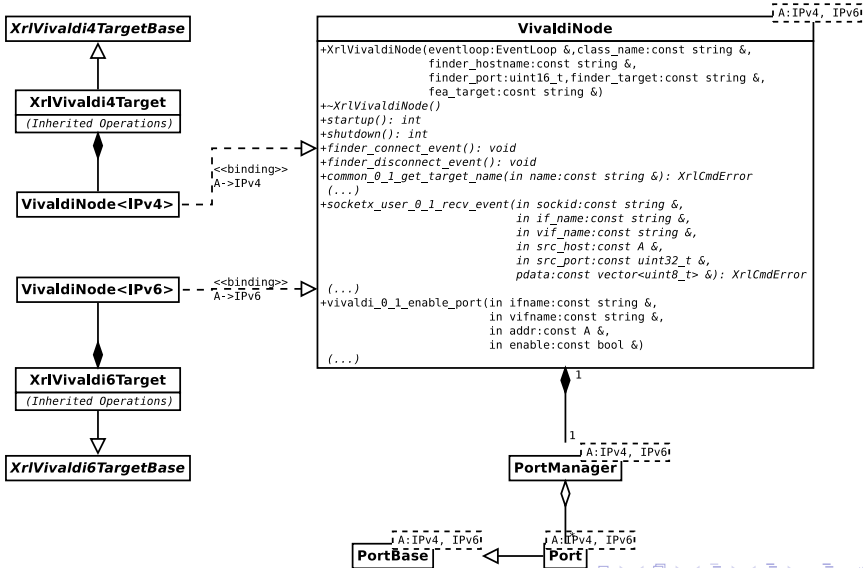 A:IPv4, IPv6
XrlVivaldi4TargetBase
VivaldiNode
+XrlVivaldiNode(eventloop:EventLoop &,class_name:const string &,
finder_hostname:const string &,
finder_port:uint16_t,finder_target:const string &,
fea_target:cosnt string &)
+~XrlVivaldiNode()
+startup(): int
+shutdown(): int
+finder_connect_event(): void
+finder_disconnect_event(): void
+common_0_1_get_target_name(in name:const string &): XrlCmdError
(...)
+socketx_user_0_1_recv_event(in sockid:const string &,
in if_name:const string &,
in vif_name:const string &,
in src_host:const A &,
in src_port:const uint32_t &,
pdata:const vector<uint8_t> &): XrlCmdError
(...)
+vivaldi_0_1_enable_port(in ifname:const string &,
in vifname:const string &,
in addr:const A &,
in enable:const bool &)
(...)
XrlVivaldi4Target
(Inherited Operations)
<<binding>>
A->IPv4
VivaldiNode<IPv4>
<<binding>>
A->IPv6
VivaldiNode<IPv6>
XrlVivaldi6Target
(Inherited Operations)
XrlVivaldi6TargetBase
1
1
A:IPv4, IPv6
PortManager
A:IPv4, IPv6
PortBase
A:IPv4, IPv6
Port